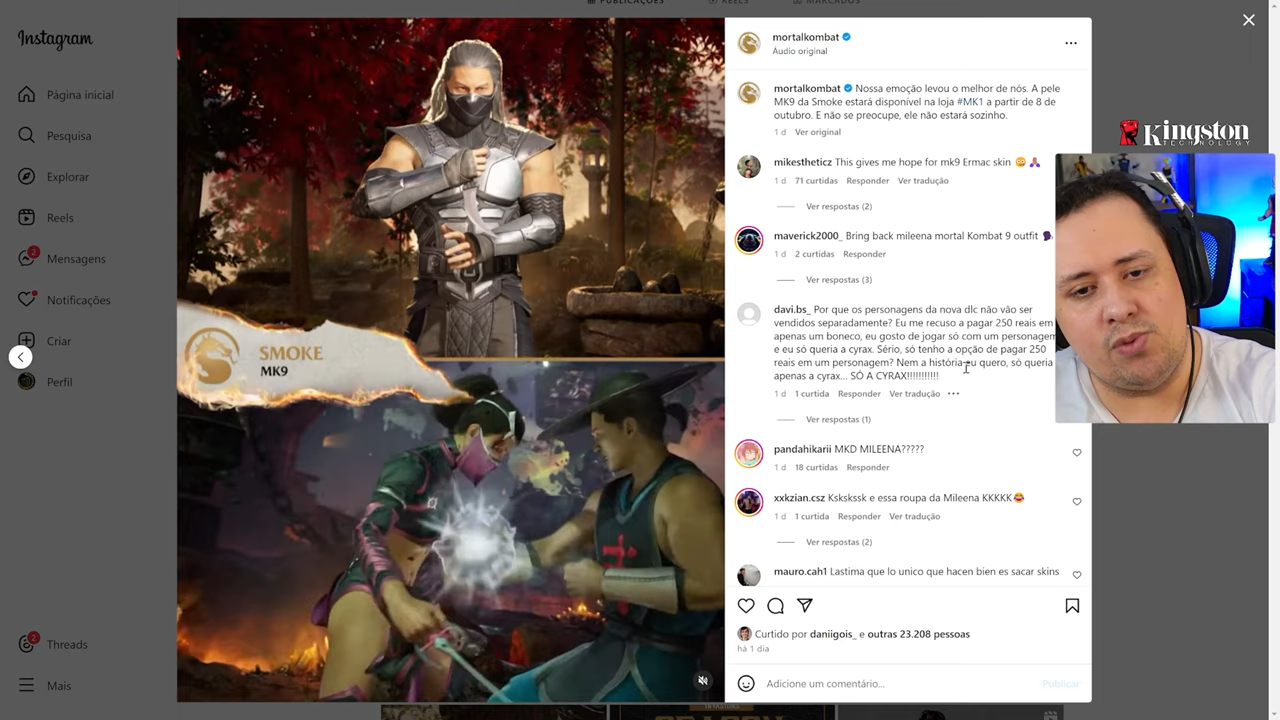 PUBLICAÇÕES
REELS
MARCADOS
Instagram
Página inicial
Pesquisa
Explorar
Reels
2
Mensagens
Notificações
Criar
Perfil
2
Threads
Mais
SMOKE
MK9
mortalkombat
Áudio original
mortalkombat Nossa emoção levou o melhor de nós. A pele
MK9 da Smoke estará disponível na loja #MK1 a partir de 8 de
outubro. E não se preocupe, ele não estará sozinho.
1 d Ver original
mikestheticz This gives me hope for mk9 Ermac skin
1 d 71 curtidas Responder Ver tradução
Ver respostas (2)
maverick2000_ Bring back mileena mortal Kombat 9 outfit
1 d 2 curtidas Responder
Ver respostas (3)
davi.bs_ Por que os personagens da nova dlc não vão ser
vendidos separadamente? Eu me recuso a pagar 250 reais em
apenas um boneco, eu gosto de jogar só com um personagem
e eu só queria a cyrax. Sério, só tenho a opção de pagar 250
reais em um personagem? Nem a história eu quero, só queria
apenas a cyrax... SÓ A CYRAX!!!!!!!!!!!
1 d 1 curtida Responder Ver tradução
Ver respostas (1)
pandahikarii MKD MILEENA?????
1 d 18 curtidas Responder
xxkzian.csz Kskskssk e essa roupa da Mileena KKKKK😂
1 d 1 curtida Responder Ver tradução
Ver respostas (2)
mauro.cah1 Lastima que lo unico que hacen bien es sacar skins
Curtido por daniigois_ e outras 23.208 pessoas
há 1 dia
Adicione um comentário...
Publicar
Kingston
TECHNOLOGY